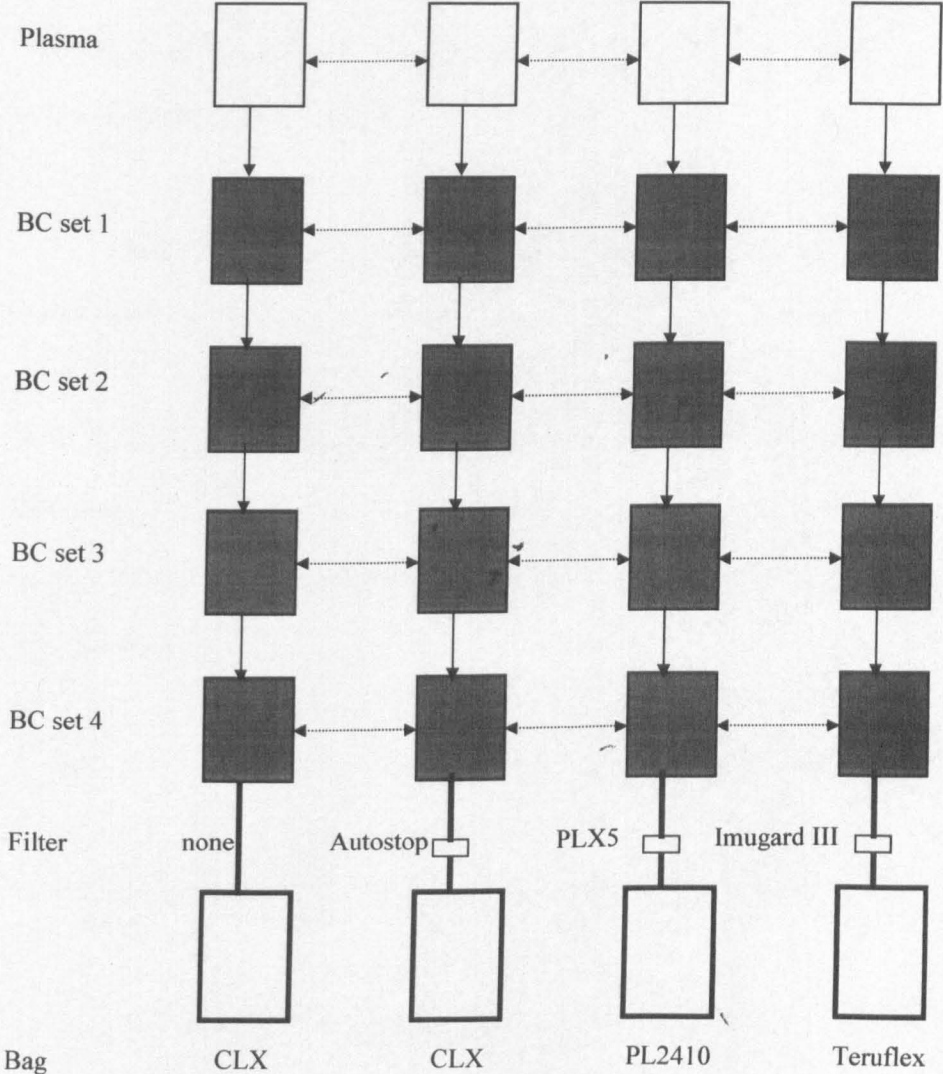 Plasma
BC set 1
BC set 2
BC set 3
BC set 4
Filter none Autostop PLX5 Imugard III
Bag CLX CLX PL2410 Teruflex